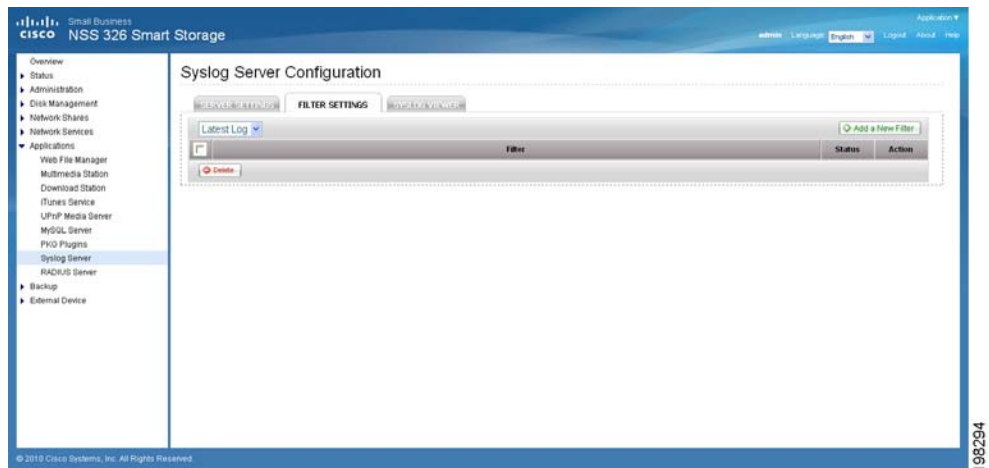 Small Business
CISCO NSS 326 Smart Storage
Application
admin Language: English Logout About Help
Overview
Status
Administration
Disk Management
Network Shares
Network Services
Applications
Web File Manager
Multimedia Station
Download Station
iTunes Service
UPnP Media Server
MySQL Server
PKG Plugins
Syslog Server
RADIUS Server
Backup
External Device
Syslog Server Configuration
SERVER SETTINGS FILTER SETTINGS SYSLOG VIEWER
Latest Log Add a New Filter
Filter Status Action
Delete
© 2010 Cisco Systems, Inc. All Rights Reserved.
198294